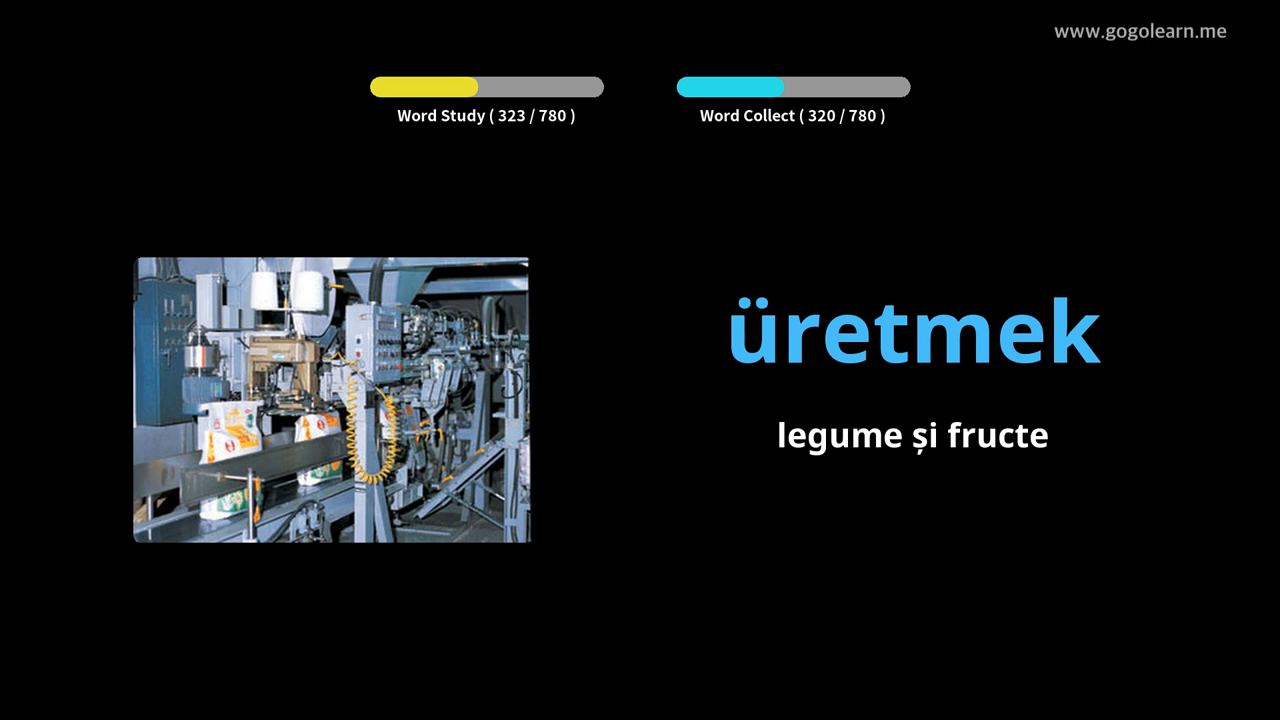 www.gogolearn.me
Word Study ( 323 / 780 )
Word Collect ( 320 / 780 )
üretmek
legume și fructe